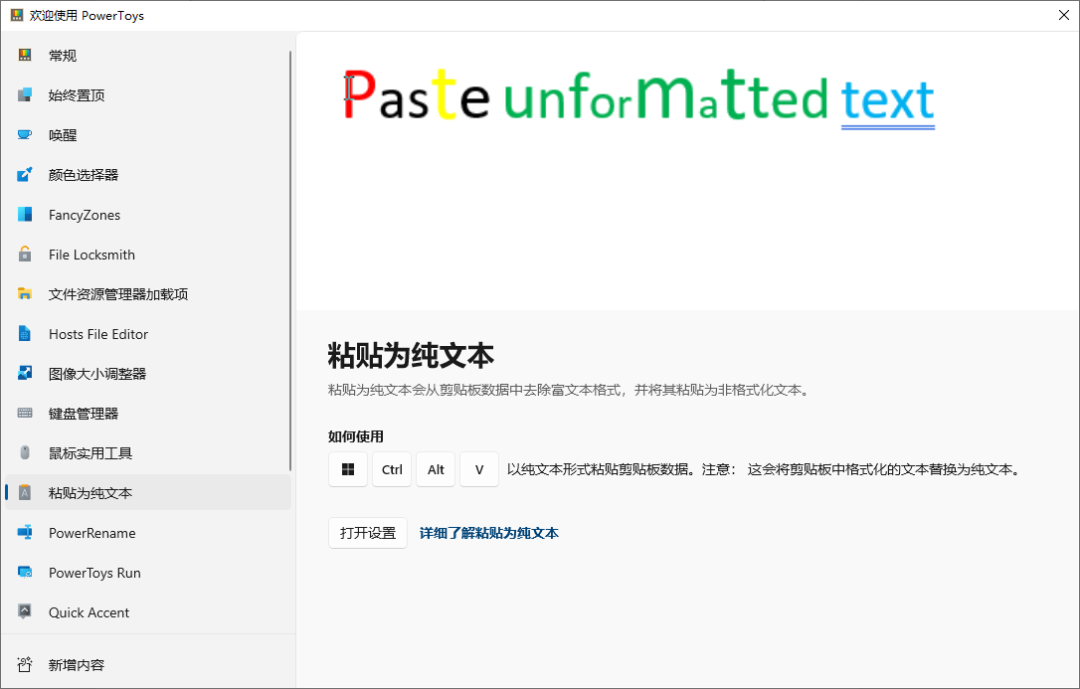 欢迎使用 PowerToys
常规
始终置顶
唤醒
颜色选择器
FancyZones
File Locksmith
文件资源管理器加载项
Hosts File Editor
图像大小调整器
键盘管理器
鼠标实用工具
粘贴为纯文本
PowerRename
PowerToys Run
Quick Accent
新增内容
Paste unformatted text
粘贴为纯文本
粘贴为纯文本会从剪贴板数据中去除富文本格式，并将其粘贴为非格式化文本。
如何使用
Ctrl Alt V 以纯文本形式粘贴剪贴板数据。注意： 这会将剪贴板中格式化的文本替换为纯文本。
打开设置 详细了解粘贴为纯文本